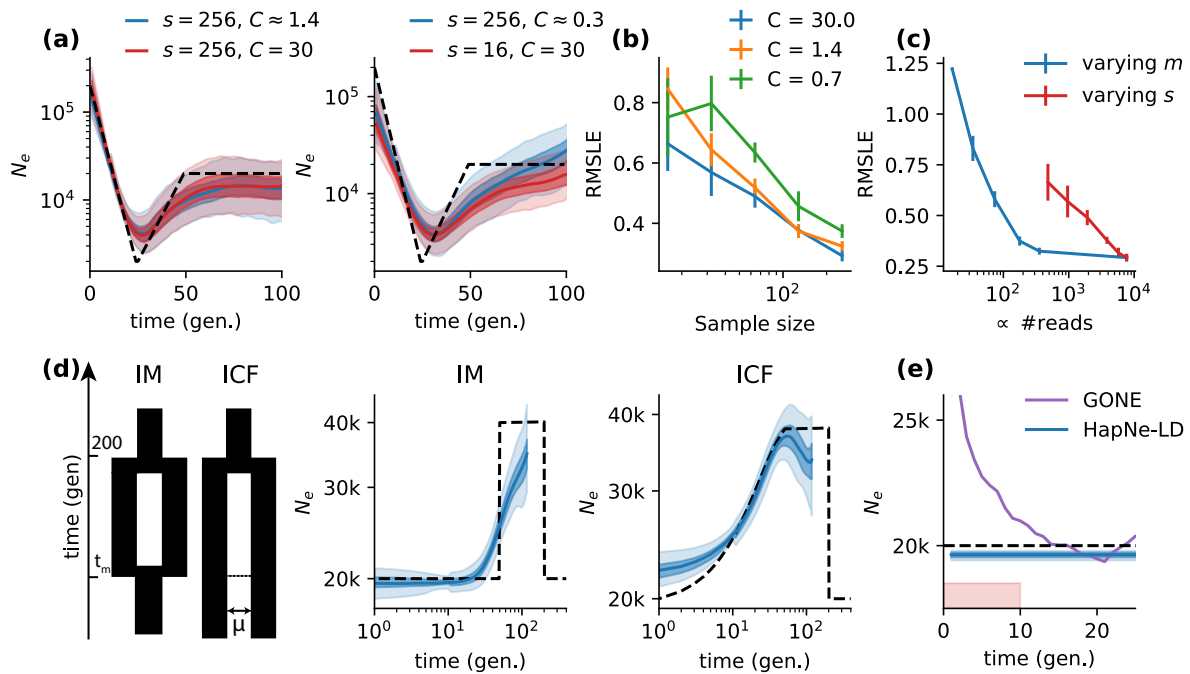 (a)
s = 256, C ≈ 1.4
s = 256, C = 30
N_e
10^5
10^4
0 50 100
time (gen.)
s = 256, C ≈ 0.3
s = 16, C = 30
N_e
10^5
10^4
0 50 100
time (gen.)
(b)
C = 30.0
C = 1.4
C = 0.7
RMSLE
0.8
0.6
0.4
10^2
Sample size
(c)
varying m
varying s
RMSLE
1.25
1.00
0.75
0.50
0.25
10^2 10^3 10^4
∝ #reads
(d)
IM ICF
time (gen)
200
t_m
μ
IM
N_e
40k
30k
20k
10^0 10^1 10^2
time (gen.)
ICF
N_e
40k
30k
20k
10^0 10^1 10^2
time (gen.)
(e)
GONE
HapNe-LD
N_e
25k
20k
0 10 20
time (gen.)